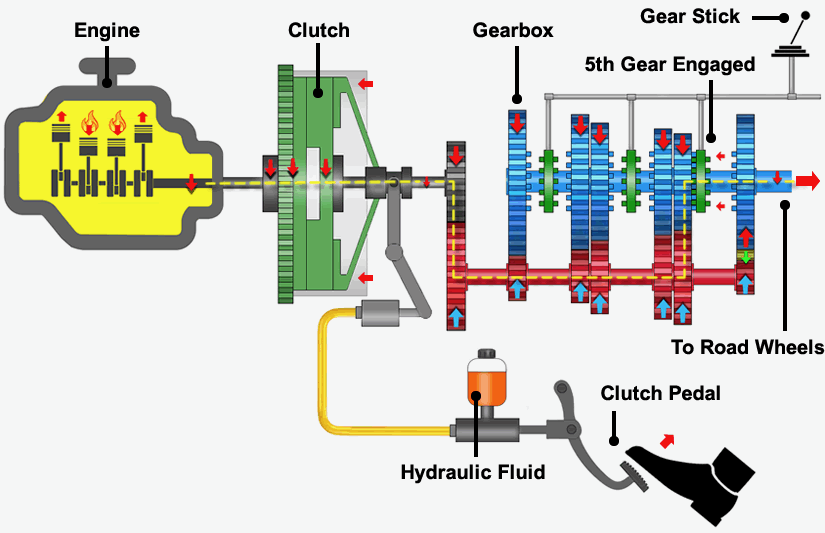 Gear Stick
Engine
Clutch
Gearbox
5th Gear Engaged
To Road Wheels
Clutch Pedal
Hydraulic Fluid